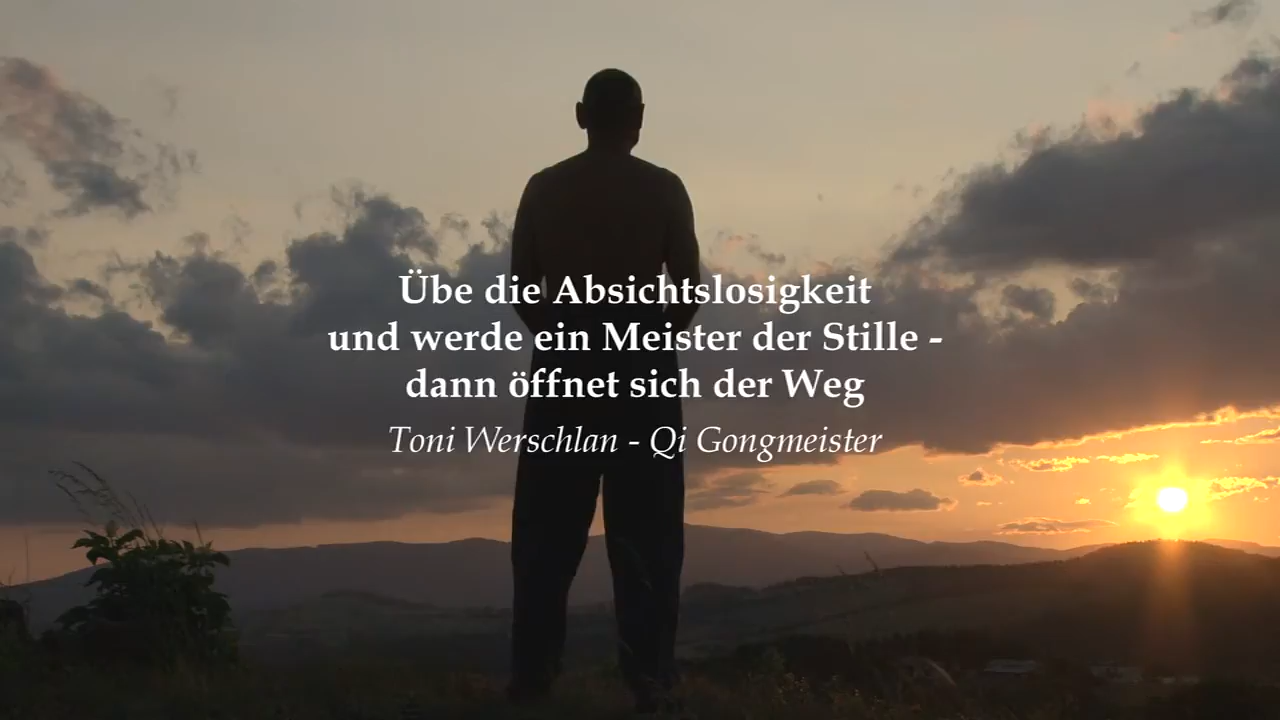 Übe die Absichtslosigkeit
und werde ein Meister der Stille -
dann öffnet sich der Weg
Toni Werschlan - Qi Gongmeister